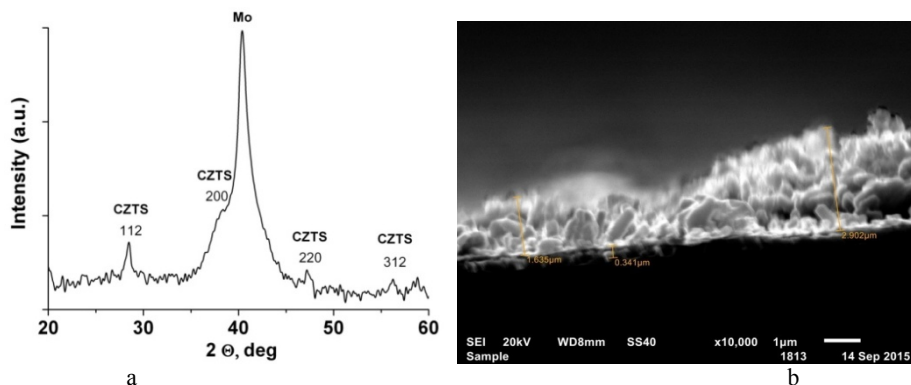 Mo
CZTS
200
CZTS
112
CZTS
220
CZTS
312
Intensity (a.u.)
20 30 40 50 60
2 Θ, deg
a
1.635µm
0.341µm
2.902µm
SEI 20kV WD8mm SS40 x10,000 1µm
Sample 1813 14 Sep 2015
b